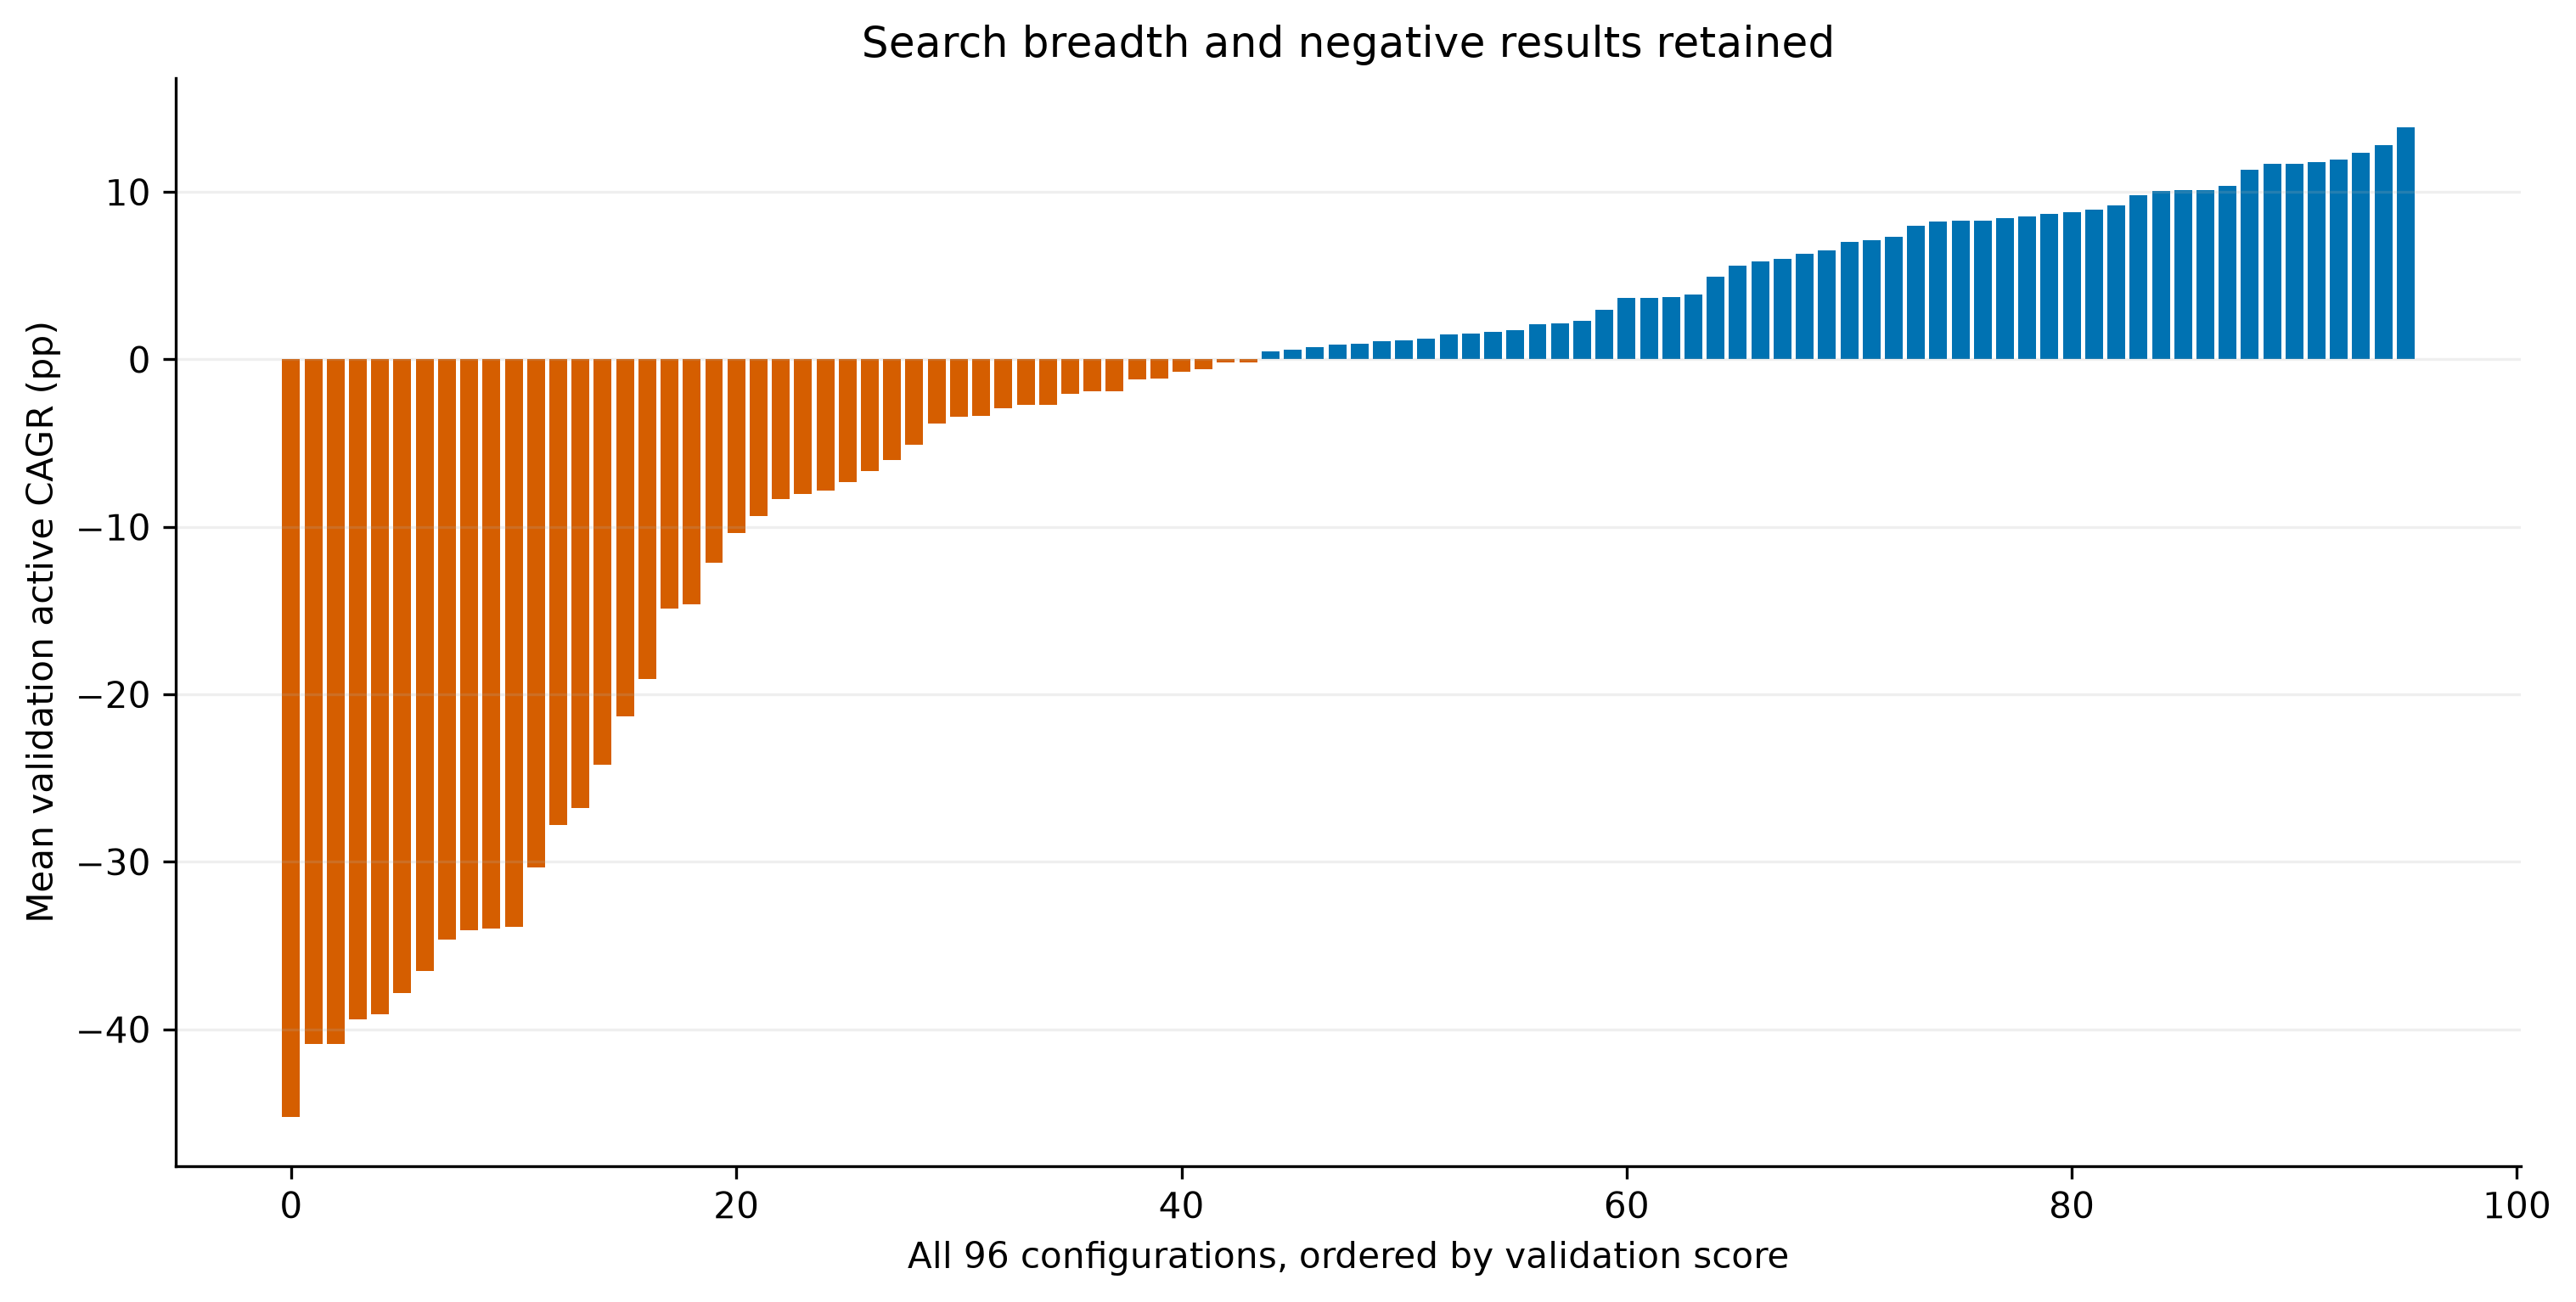 Search breadth and negative results retained
Mean validation active CAGR (pp)
10
0
−10
−20
−30
−40
0 20 40 60 80 100
All 96 configurations, ordered by validation score